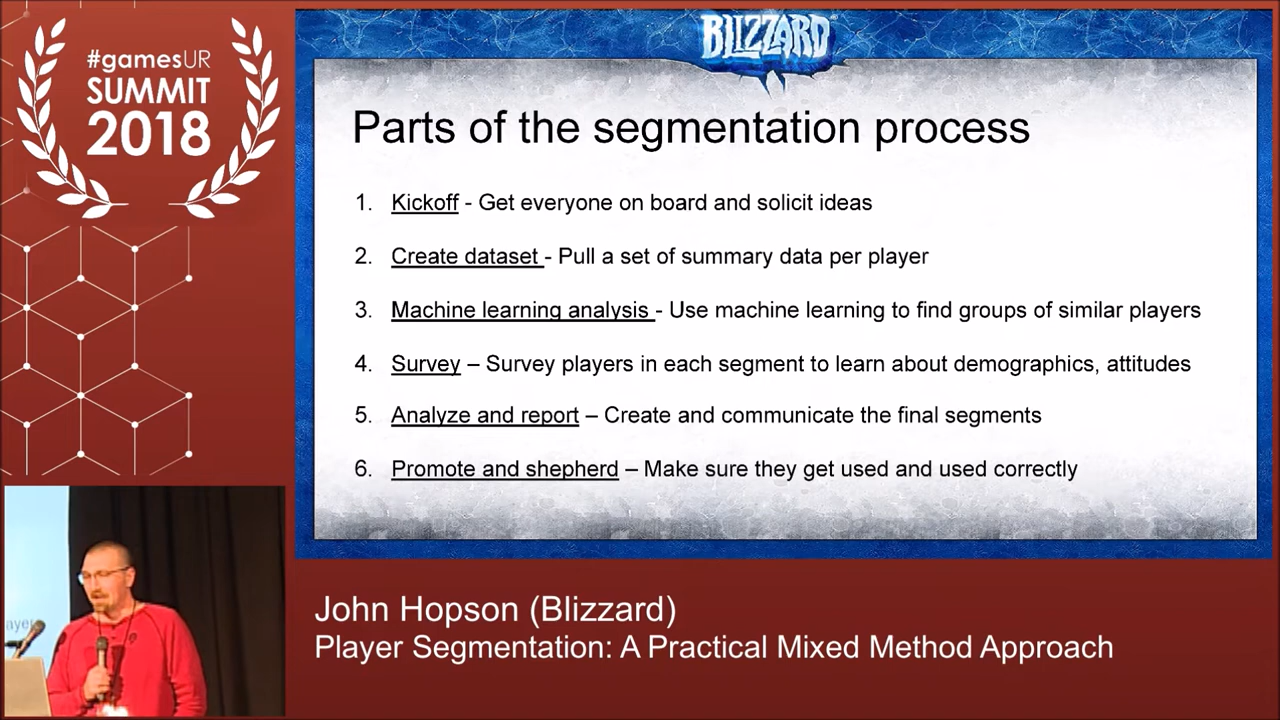 #gamesUR
SUMMIT
2018
BLIZZARD
Parts of the segmentation process
1. Kickoff - Get everyone on board and solicit ideas
2. Create dataset - Pull a set of summary data per player
3. Machine learning analysis - Use machine learning to find groups of similar players
4. Survey – Survey players in each segment to learn about demographics, attitudes
5. Analyze and report – Create and communicate the final segments
6. Promote and shepherd – Make sure they get used and used correctly
John Hopson (Blizzard)
Player Segmentation: A Practical Mixed Method Approach